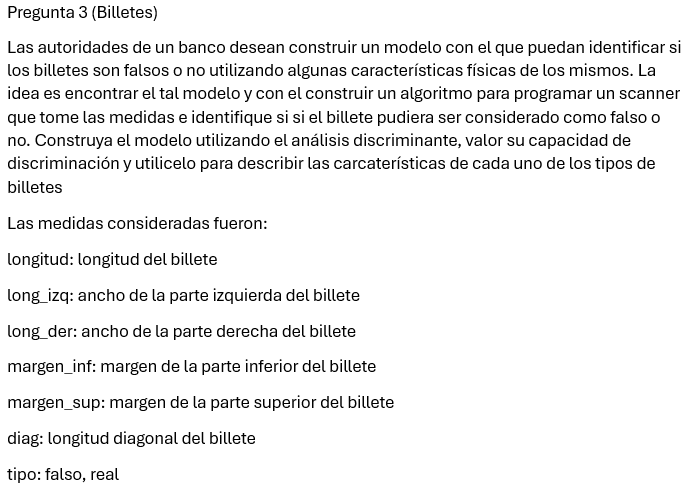 Pregunta 3 (Billetes)
Las autoridades de un banco desean construir un modelo con el que puedan identificar si
los billetes son falsos o no utilizando algunas características físicas de los mismos. La
idea es encontrar el tal modelo y con el construir un algoritmo para programar un scanner
que tome las medidas e identifique si si el billete pudiera ser considerado como falso o
no. Construya el modelo utilizando el análisis discriminante, valor su capacidad de
discriminación y utilicelo para describir las carcaterísticas de cada uno de los tipos de
billetes
Las medidas consideradas fueron:
longitud: longitud del billete
long_izq: ancho de la parte izquierda del billete
long_der: ancho de la parte derecha del billete
margen_inf: margen de la parte inferior del billete
margen_sup: margen de la parte superior del billete
diag: longitud diagonal del billete
tipo: falso, real